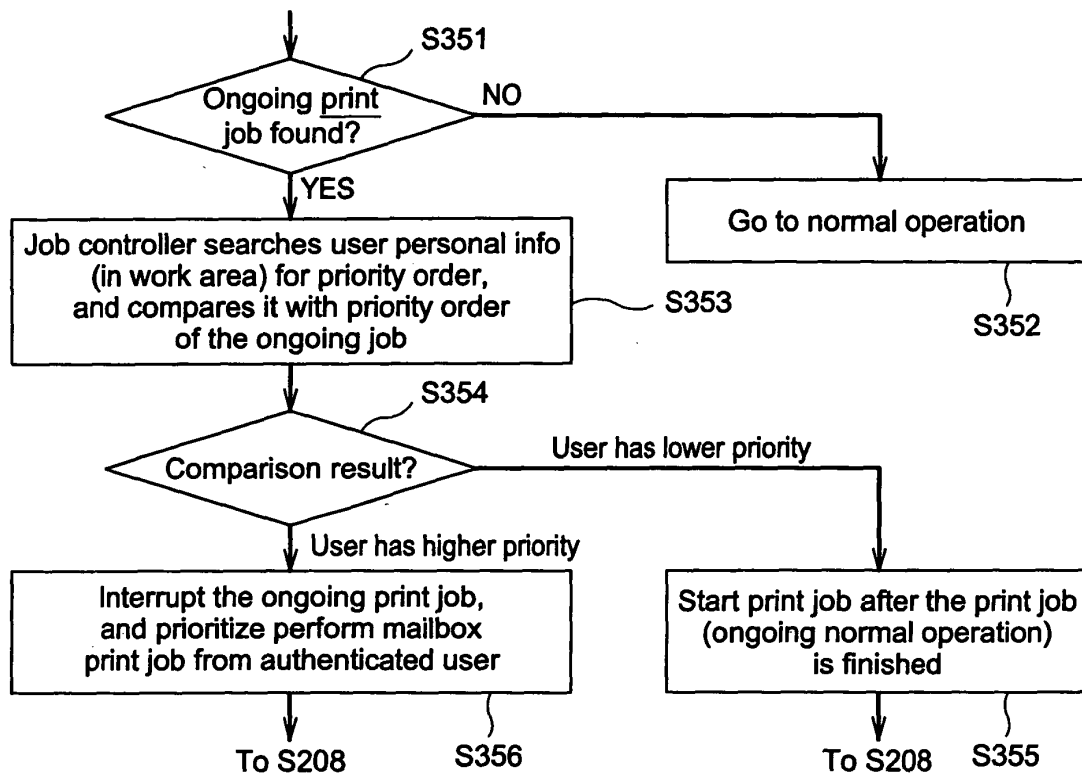 S351
Ongoing print
job found?
NO
YES
Go to normal operation
S352
Job controller searches user personal info
(in work area) for priority order,
and compares it with priority order
of the ongoing job
S353
S354
Comparison result?
User has lower priority
User has higher priority
Interrupt the ongoing print job,
and prioritize perform mailbox
print job from authenticated user
Start print job after the print job
(ongoing normal operation)
is finished
To S208
S356
To S208
S355